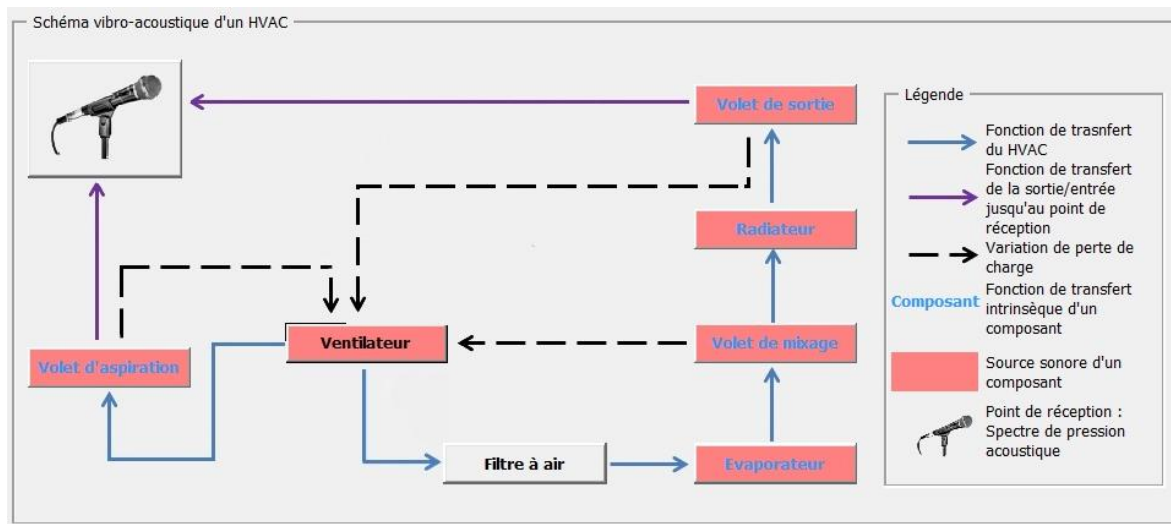 Schéma vibro-acoustique d'un HVAC
Volet de sortie
Radiateur
Ventilateur
Volet de mixage
Volet d'aspiration
Filtre à air
Evaporateur
Légende
Fonction de trasnfert
du HVAC
Fonction de transfert
de la sortie/entrée
jusqu'au point de
réception
Variation de perte de
charge
Composant
Fonction de transfert
intrinsèque d'un
composant
Source sonore d'un
composant
Point de réception :
Spectre de pression
acoustique